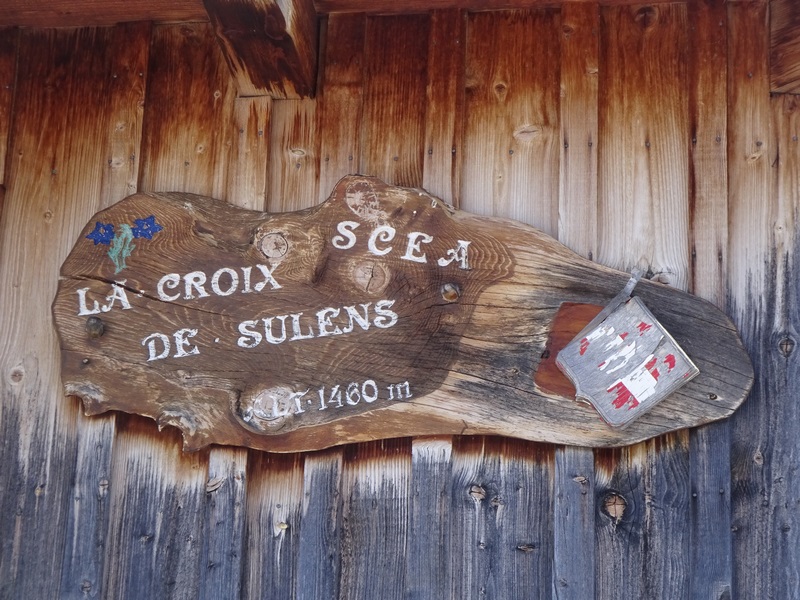 SCEA
LA · CROIX
DE · SULENS
ALT · 1460 m